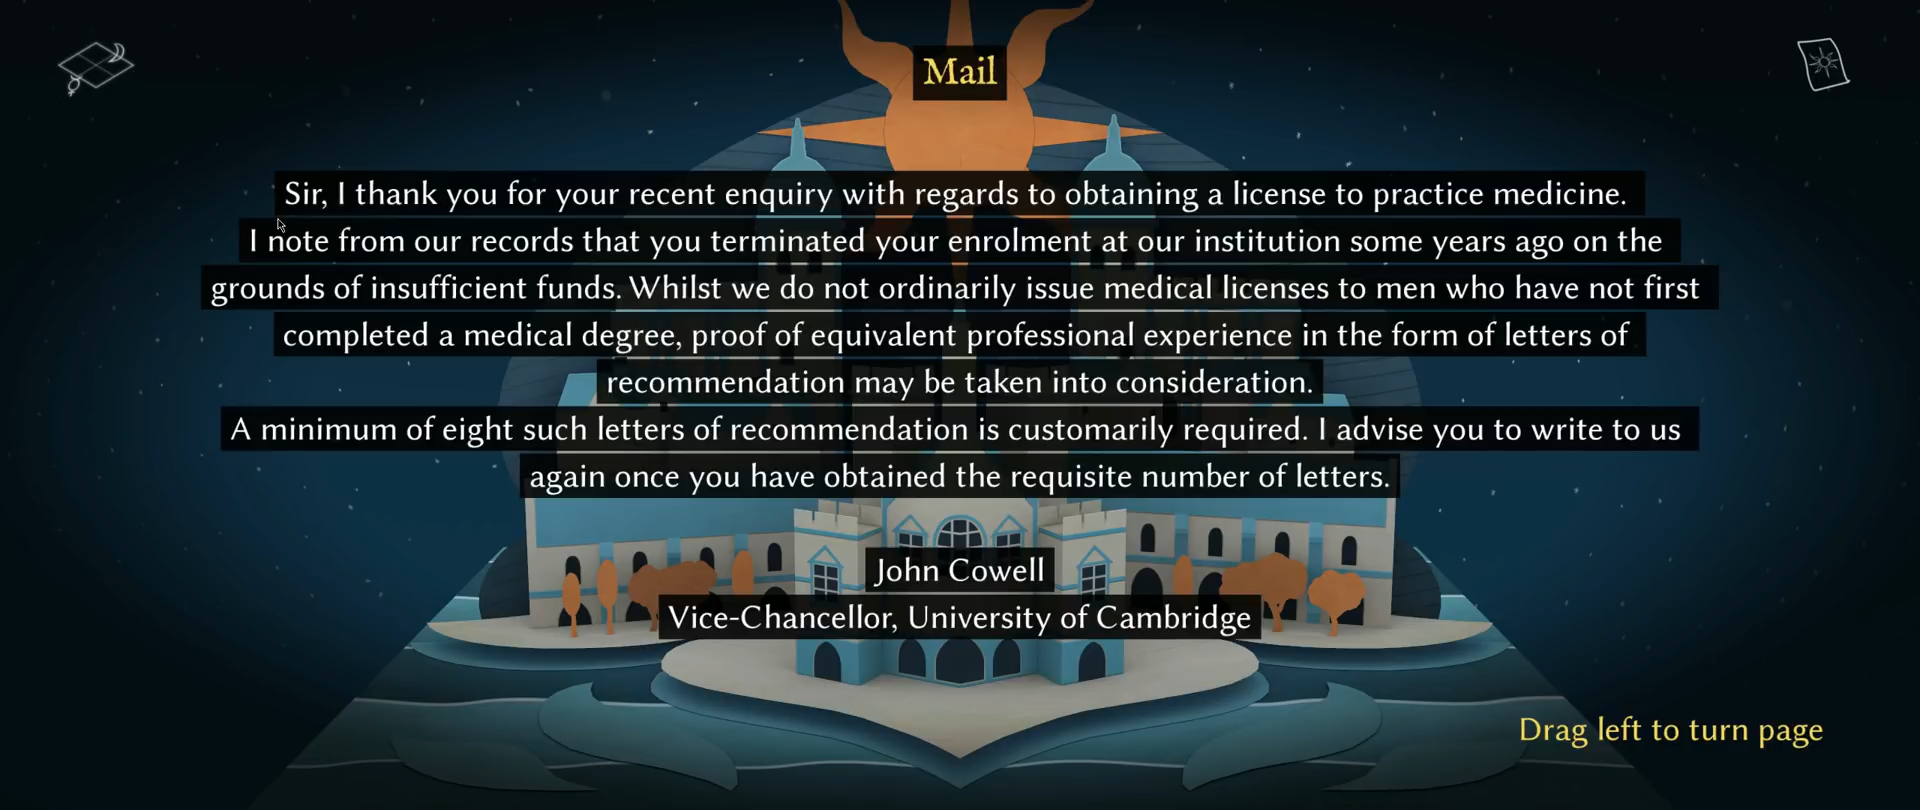 Mail
Sir, I thank you for your recent enquiry with regards to obtaining a license to practice medicine.
I note from our records that you terminated your enrolment at our institution some years ago on the
grounds of insufficient funds. Whilst we do not ordinarily issue medical licenses to men who have not first
completed a medical degree, proof of equivalent professional experience in the form of letters of
recommendation may be taken into consideration.
A minimum of eight such letters of recommendation is customarily required. I advise you to write to us
again once you have obtained the requisite number of letters.
John Cowell
Vice-Chancellor, University of Cambridge
Drag left to turn page